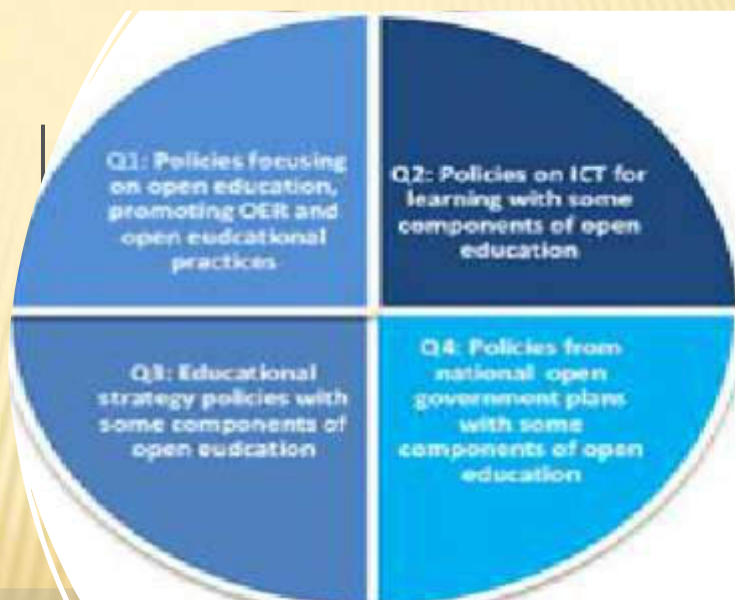 Q1: Policies focusing
on open education,
promoting OER and
open eudcational
practices
Q2: Policies on ICT for
learning with some
components of open
education
Q3: Educational
strategy policies with
some components of
open eudcation
Q4: Policies from
national open
government plans
with some
components of open
education